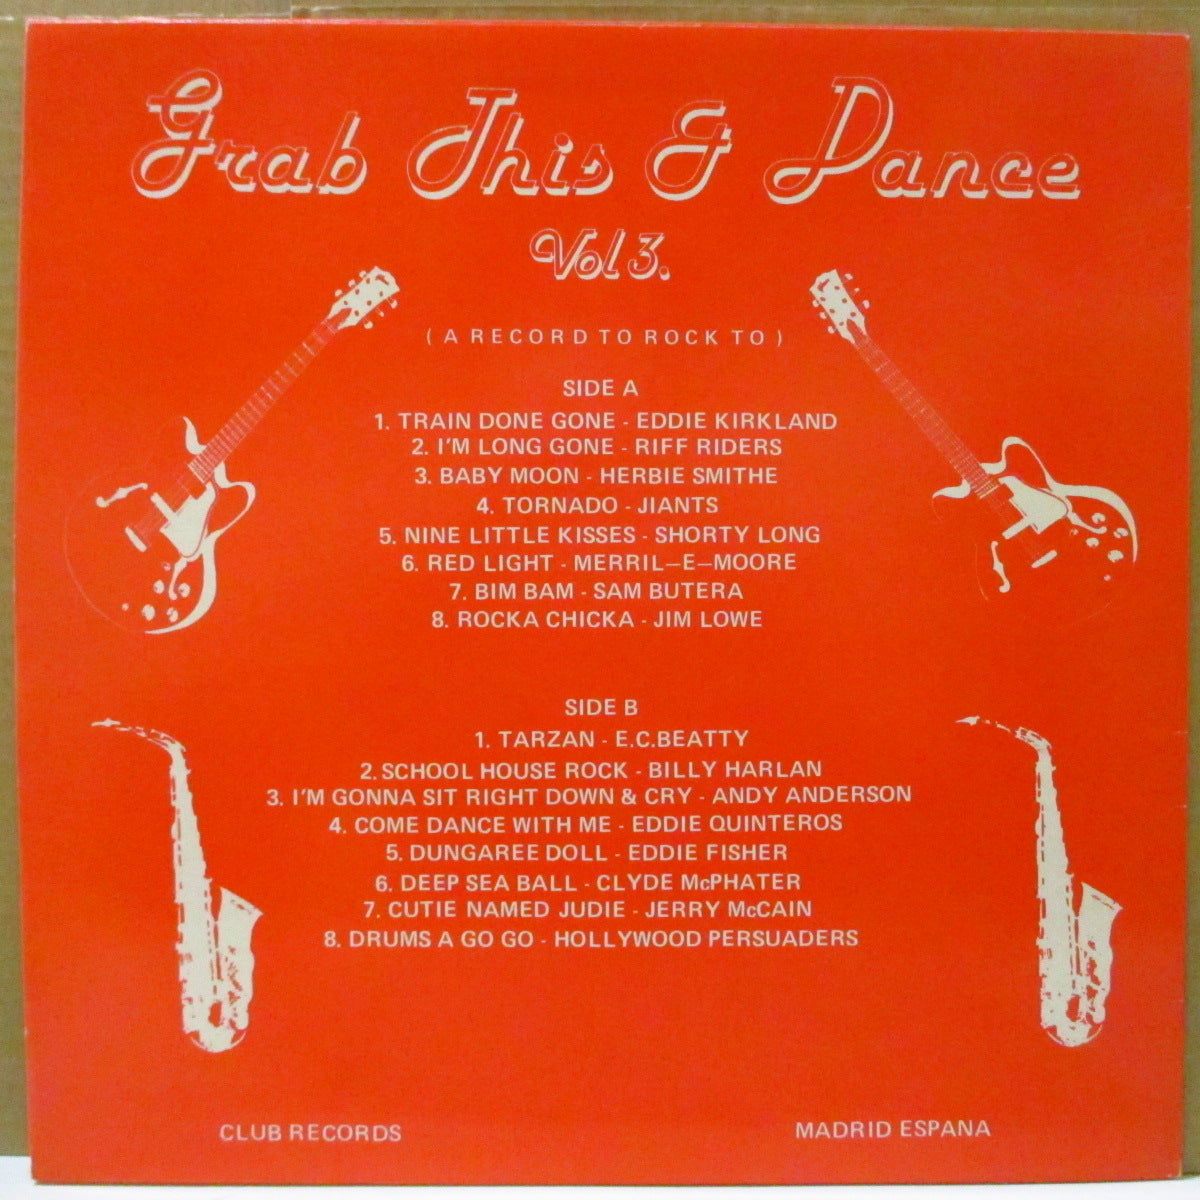 Grab This & Dance
Vol 3.
( A RECORD TO ROCK TO )
SIDE A
1. TRAIN DONE GONE - EDDIE KIRKLAND
2. I'M LONG GONE - RIFF RIDERS
3. BABY MOON - HERBIE SMITHE
4. TORNADO - JIANTS
5. NINE LITTLE KISSES - SHORTY LONG
6. RED LIGHT - MERRIL-E-MOORE
7. BIM BAM - SAM BUTERA
8. ROCKA CHICKA - JIM LOWE
SIDE B
1. TARZAN - E.C.BEATTY
2. SCHOOL HOUSE ROCK - BILLY HARLAN
3. I'M GONNA SIT RIGHT DOWN & CRY - ANDY ANDERSON
4. COME DANCE WITH ME - EDDIE QUINTEROS
5. DUNGAREE DOLL - EDDIE FISHER
6. DEEP SEA BALL - CLYDE McPHATER
7. CUTIE NAMED JUDIE - JERRY McCAIN
8. DRUMS A GO GO - HOLLYWOOD PERSUADERS
CLUB RECORDS
MADRID ESPANA